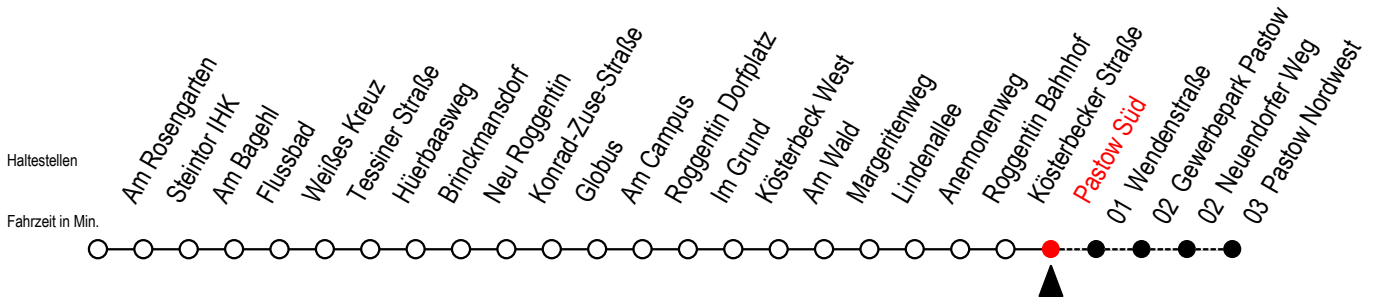 Haltestellen
Fahrzeit in Min.
Am Rosengarten
Steintor IHK
Am Bagehl
Flussbad
Weißes Kreuz
Tessiner Straße
Hüerbaasweg
Brinckmansdorf
Neu Roggentin
Konrad-Zuse-Straße
Globus
Am Campus
Roggentin Dorfplatz
Im Grund
Kösterbeck West
Am Wald
Margeritenweg
Lindenallee
Anemonenweg
Roggentin Bahnhof
Kösterbecker Straße
Pastow Süd
01 Wendenstraße
02 Gewerbepark Pastow
02 Neuendorfer Weg
03 Pastow Nordwest